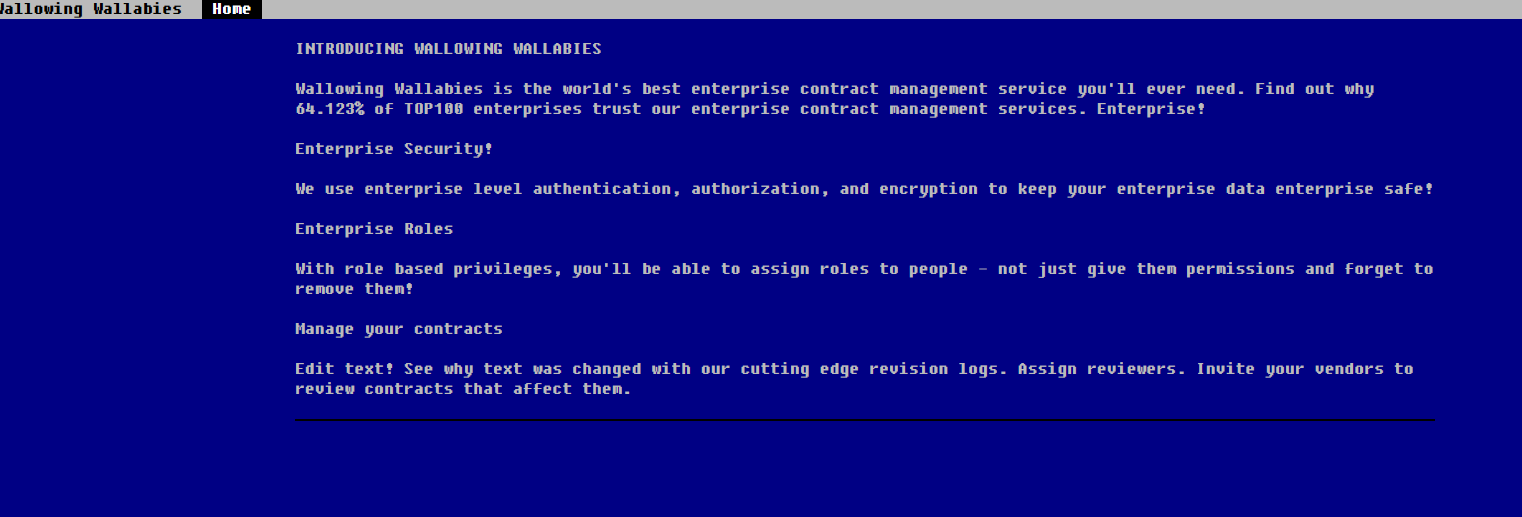 Wallowing Wallabies Home
INTRODUCING WALLOWING WALLABIES
Wallowing Wallabies is the world's best enterprise contract management service you'll ever need. Find out why
64.123% of TOP100 enterprises trust our enterprise contract management services. Enterprise!
Enterprise Security!
We use enterprise level authentication, authorization, and encryption to keep your enterprise data enterprise safe!
Enterprise Roles
With role based privileges, you'll be able to assign roles to people - not just give them permissions and forget to
remove them!
Manage your contracts
Edit text! See why text was changed with our cutting edge revision logs. Assign reviewers. Invite your vendors to
review contracts that affect them.